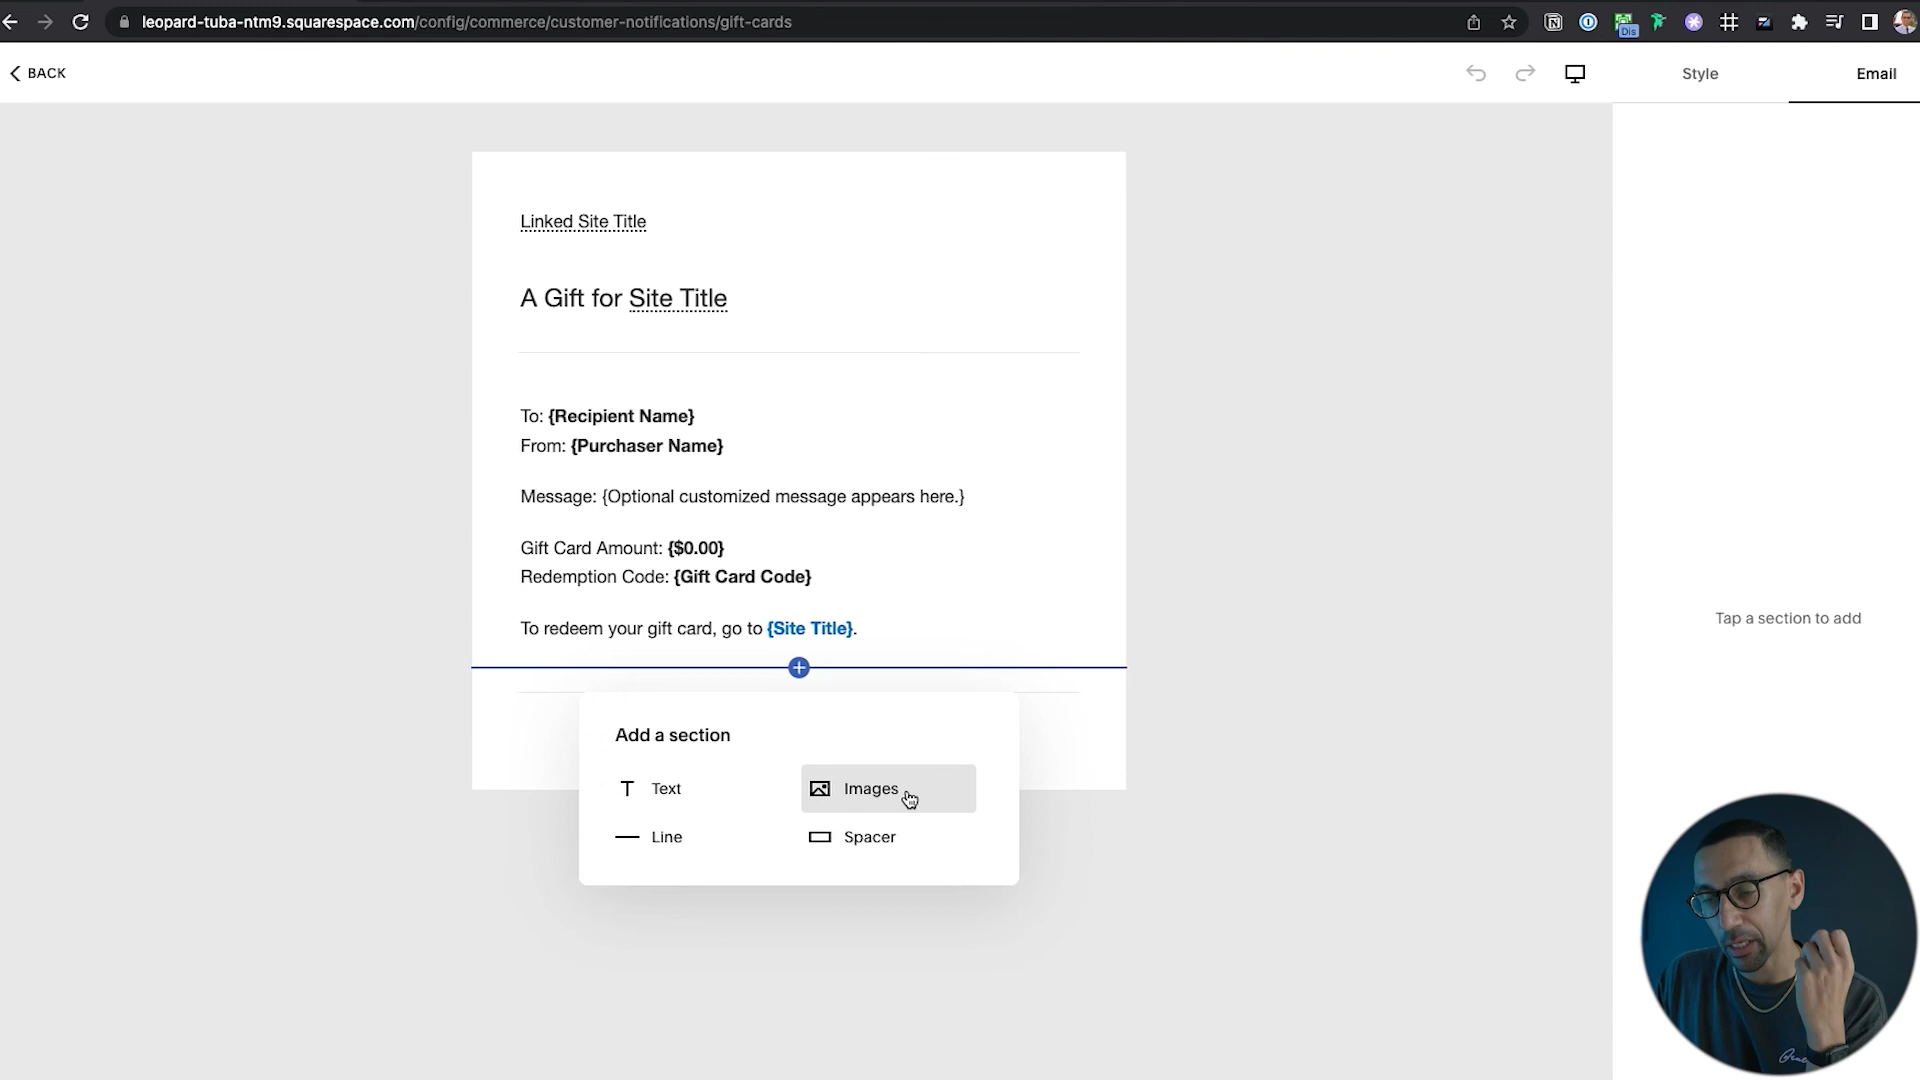 leopard-tuba-ntm9.squarespace.com/config/commerce/customer-notifications/gift-cards
Dis
BACK
Style
Email
Linked Site Title
A Gift for Site Title
To: {Recipient Name}
From: {Purchaser Name}
Message: {Optional customized message appears here.}
Gift Card Amount: {$0.00}
Redemption Code: {Gift Card Code}
To redeem your gift card, go to {Site Title}.
Add a section
Text
Images
Line
Spacer
Tap a section to add